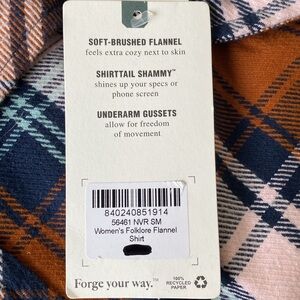 SOFT-BRUSHED FLANNEL
feels extra cozy next to skin
SHIRTTAIL SHAMMY™
shines up your specs or
phone screen
UNDERARM GUSSETS
allow for freedom
of movement
840240851914
56461 NVR SM
Women's Folklore Flannel
Shirt
Forge your way.™
100%
RECYCLED
PAPER